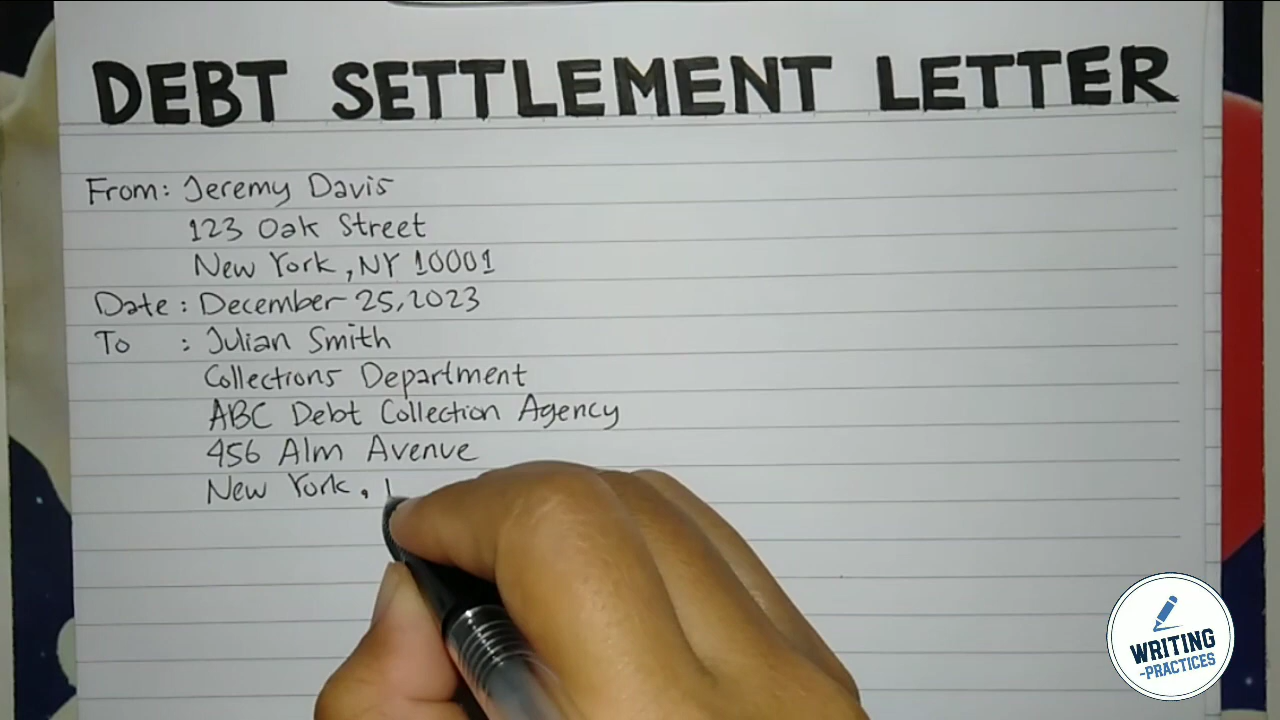 DEBT SETTLEMENT LETTER
From: Jeremy Davis
123 Oak Street
New York, NY 10001
Date: December 25, 2023
To : Julian Smith
Collections Department
ABC Debt Collection Agency
456 Alm Avenue
New York,
WRITING
-PRACTICES